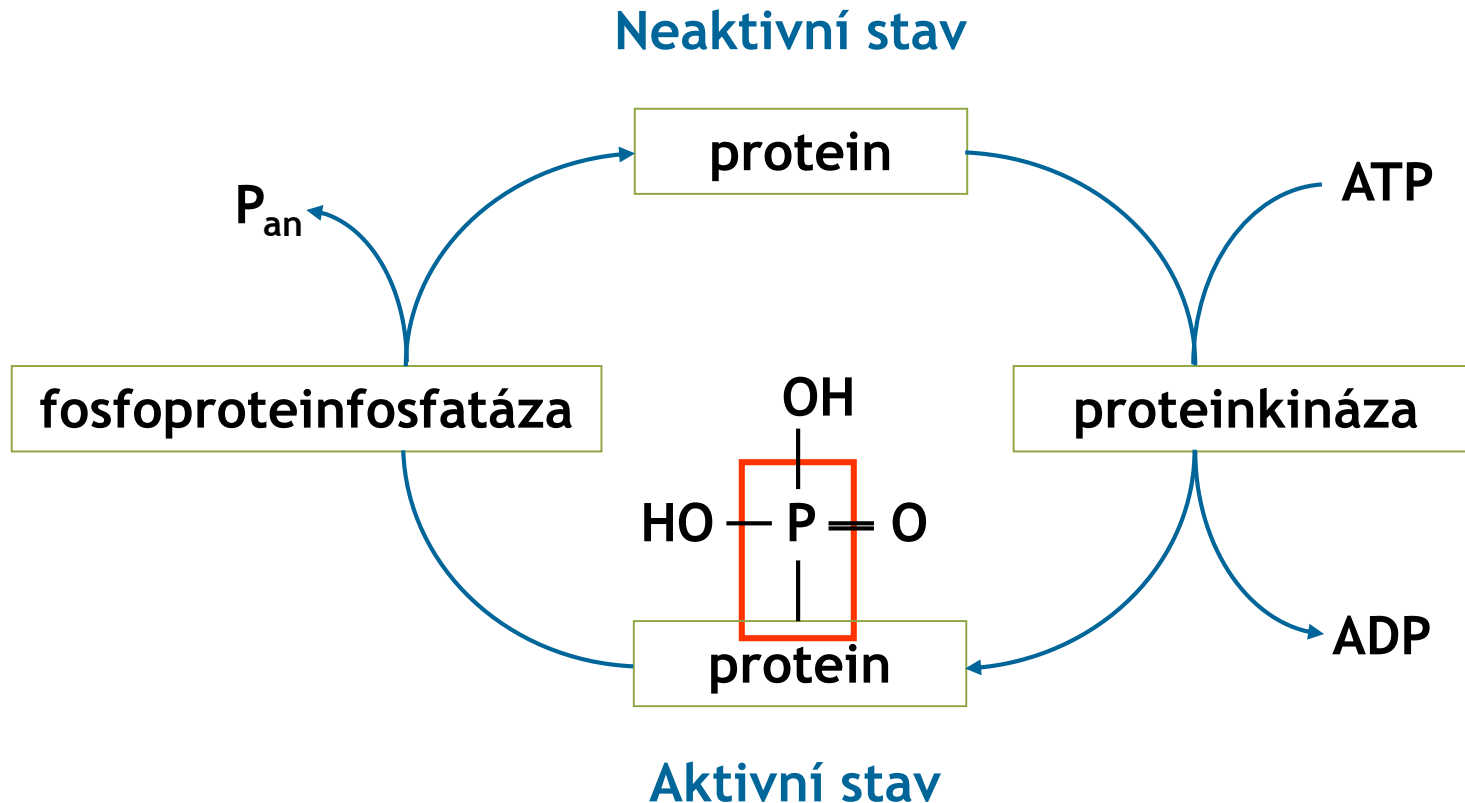 Neaktivní stav
protein
ATP
Pan
fosfoproteinfosfatáza
proteinkináza
OH
HO P O
protein
ADP
Aktivní stav